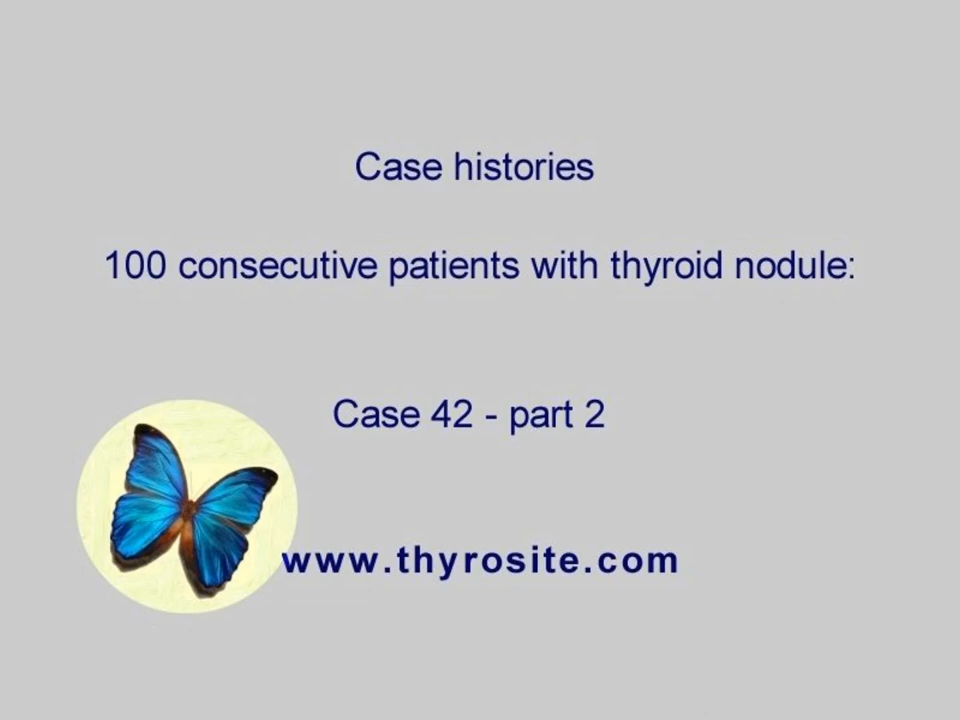 Case histories
100 consecutive patients with thyroid nodule:
Case 42 - part 2
www.thyrosite.com